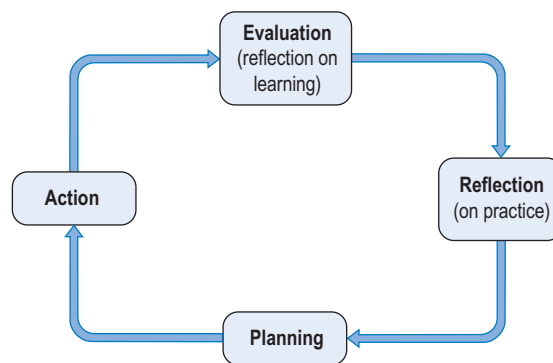 Evaluation
(reflection on
learning)
Action
Reflection
(on practice)
Planning